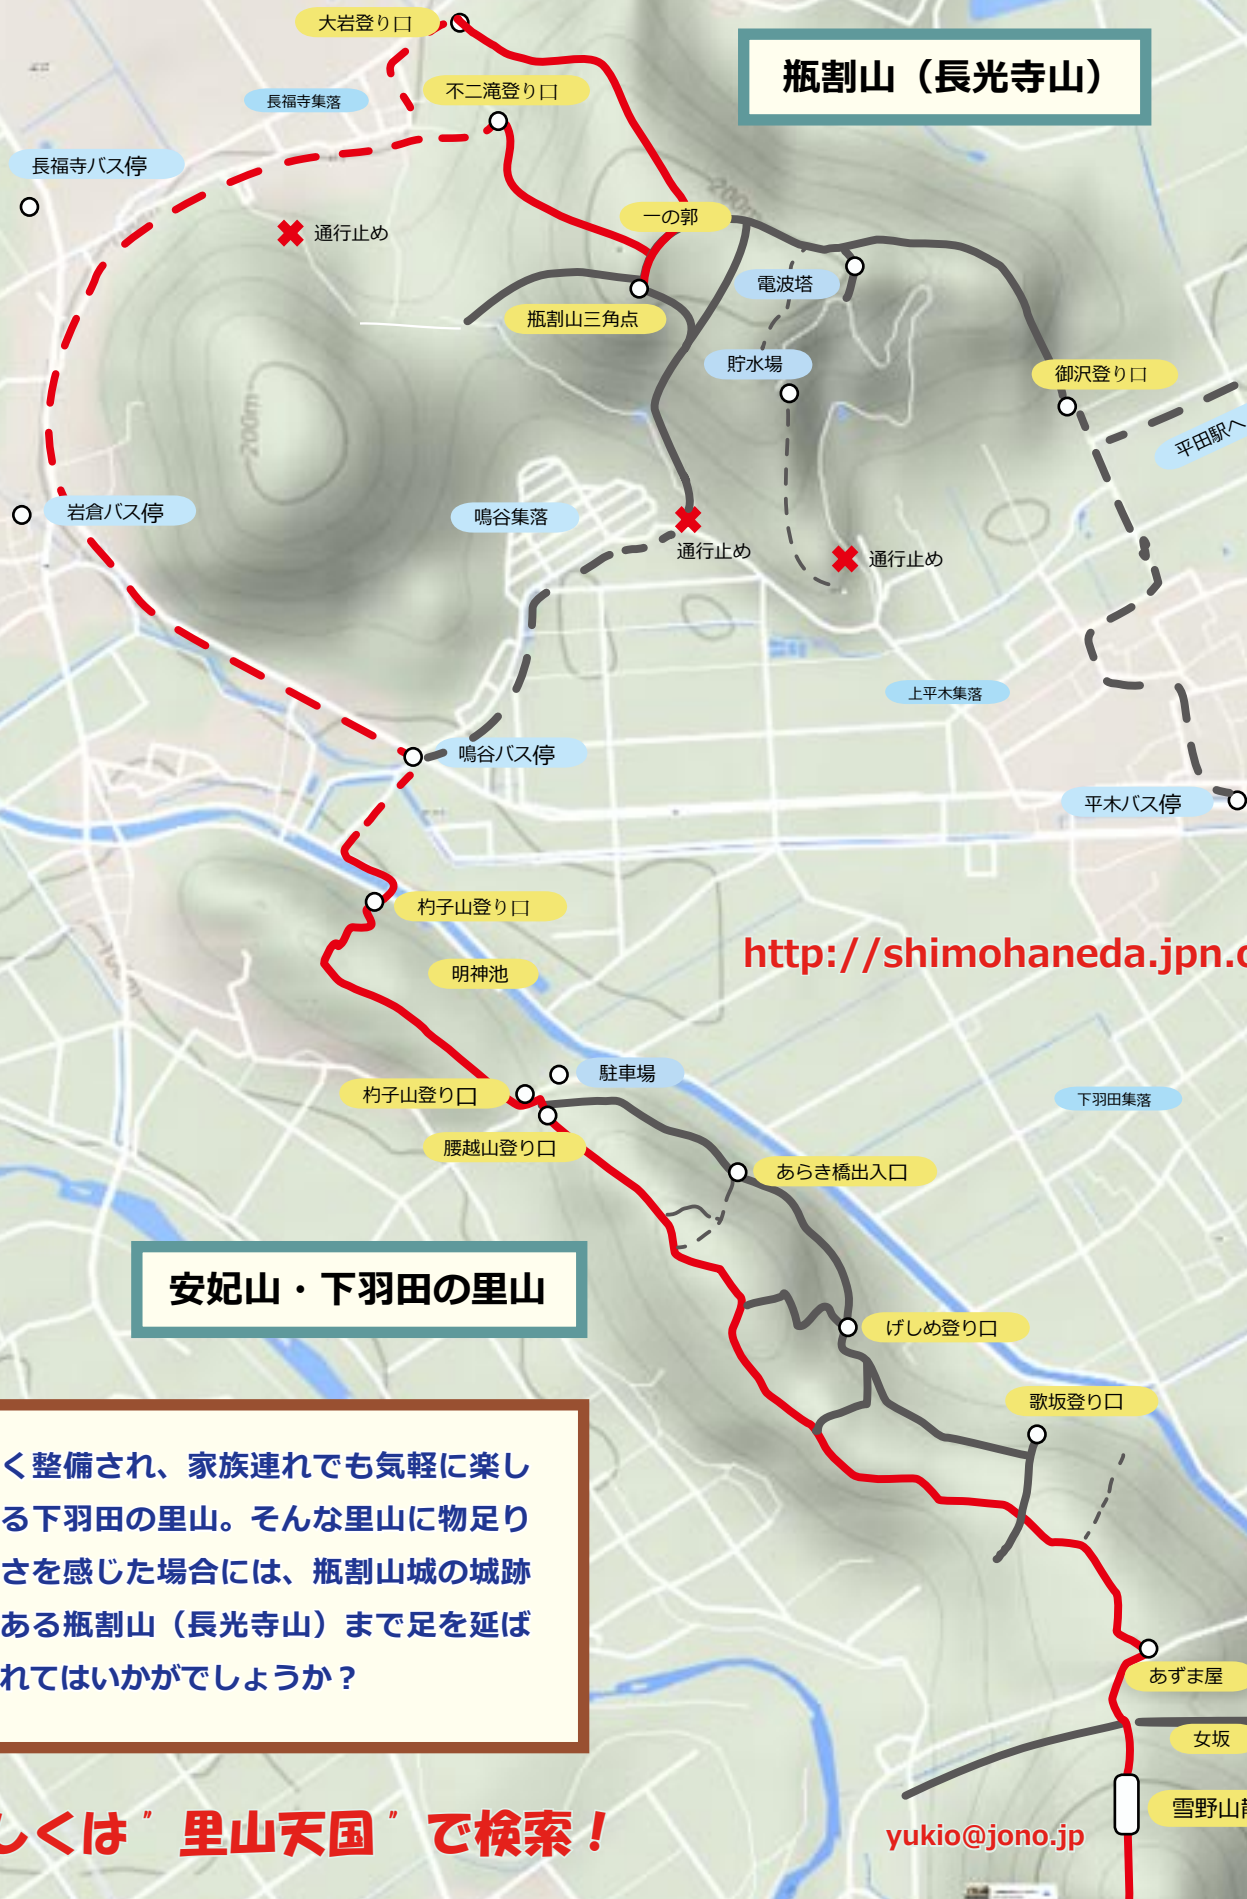 大岩登り口
瓶割山（長光寺山）
不二滝登り口
長福寺集落
長福寺バス停
200m
一の郭
通行止め
電波塔
瓶割山三角点
貯水場
御沢登り口
200m
平田駅へ
岩倉バス停
鳴谷集落
通行止め
通行止め
上平木集落
鳴谷バス停
平木バス停
杓子山登り口
http://shimohaneda.jpn.o
明神池
100m
駐車場
杓子山登り口
下羽田集落
腰越山登り口
あらき橋出入口
安妃山・下羽田の里山
げしめ登り口
歌坂登り口
く整備され、家族連れでも気軽に楽し
る下羽田の里山。そんな里山に物足り
さを感じた場合には、瓶割山城の城跡
ある瓶割山（長光寺山）まで足を延ば
れてはいかがでしょうか？
あずま屋
女坂
雪野山
しくは〝里山天国〟で検索！
yukio@jono.jp